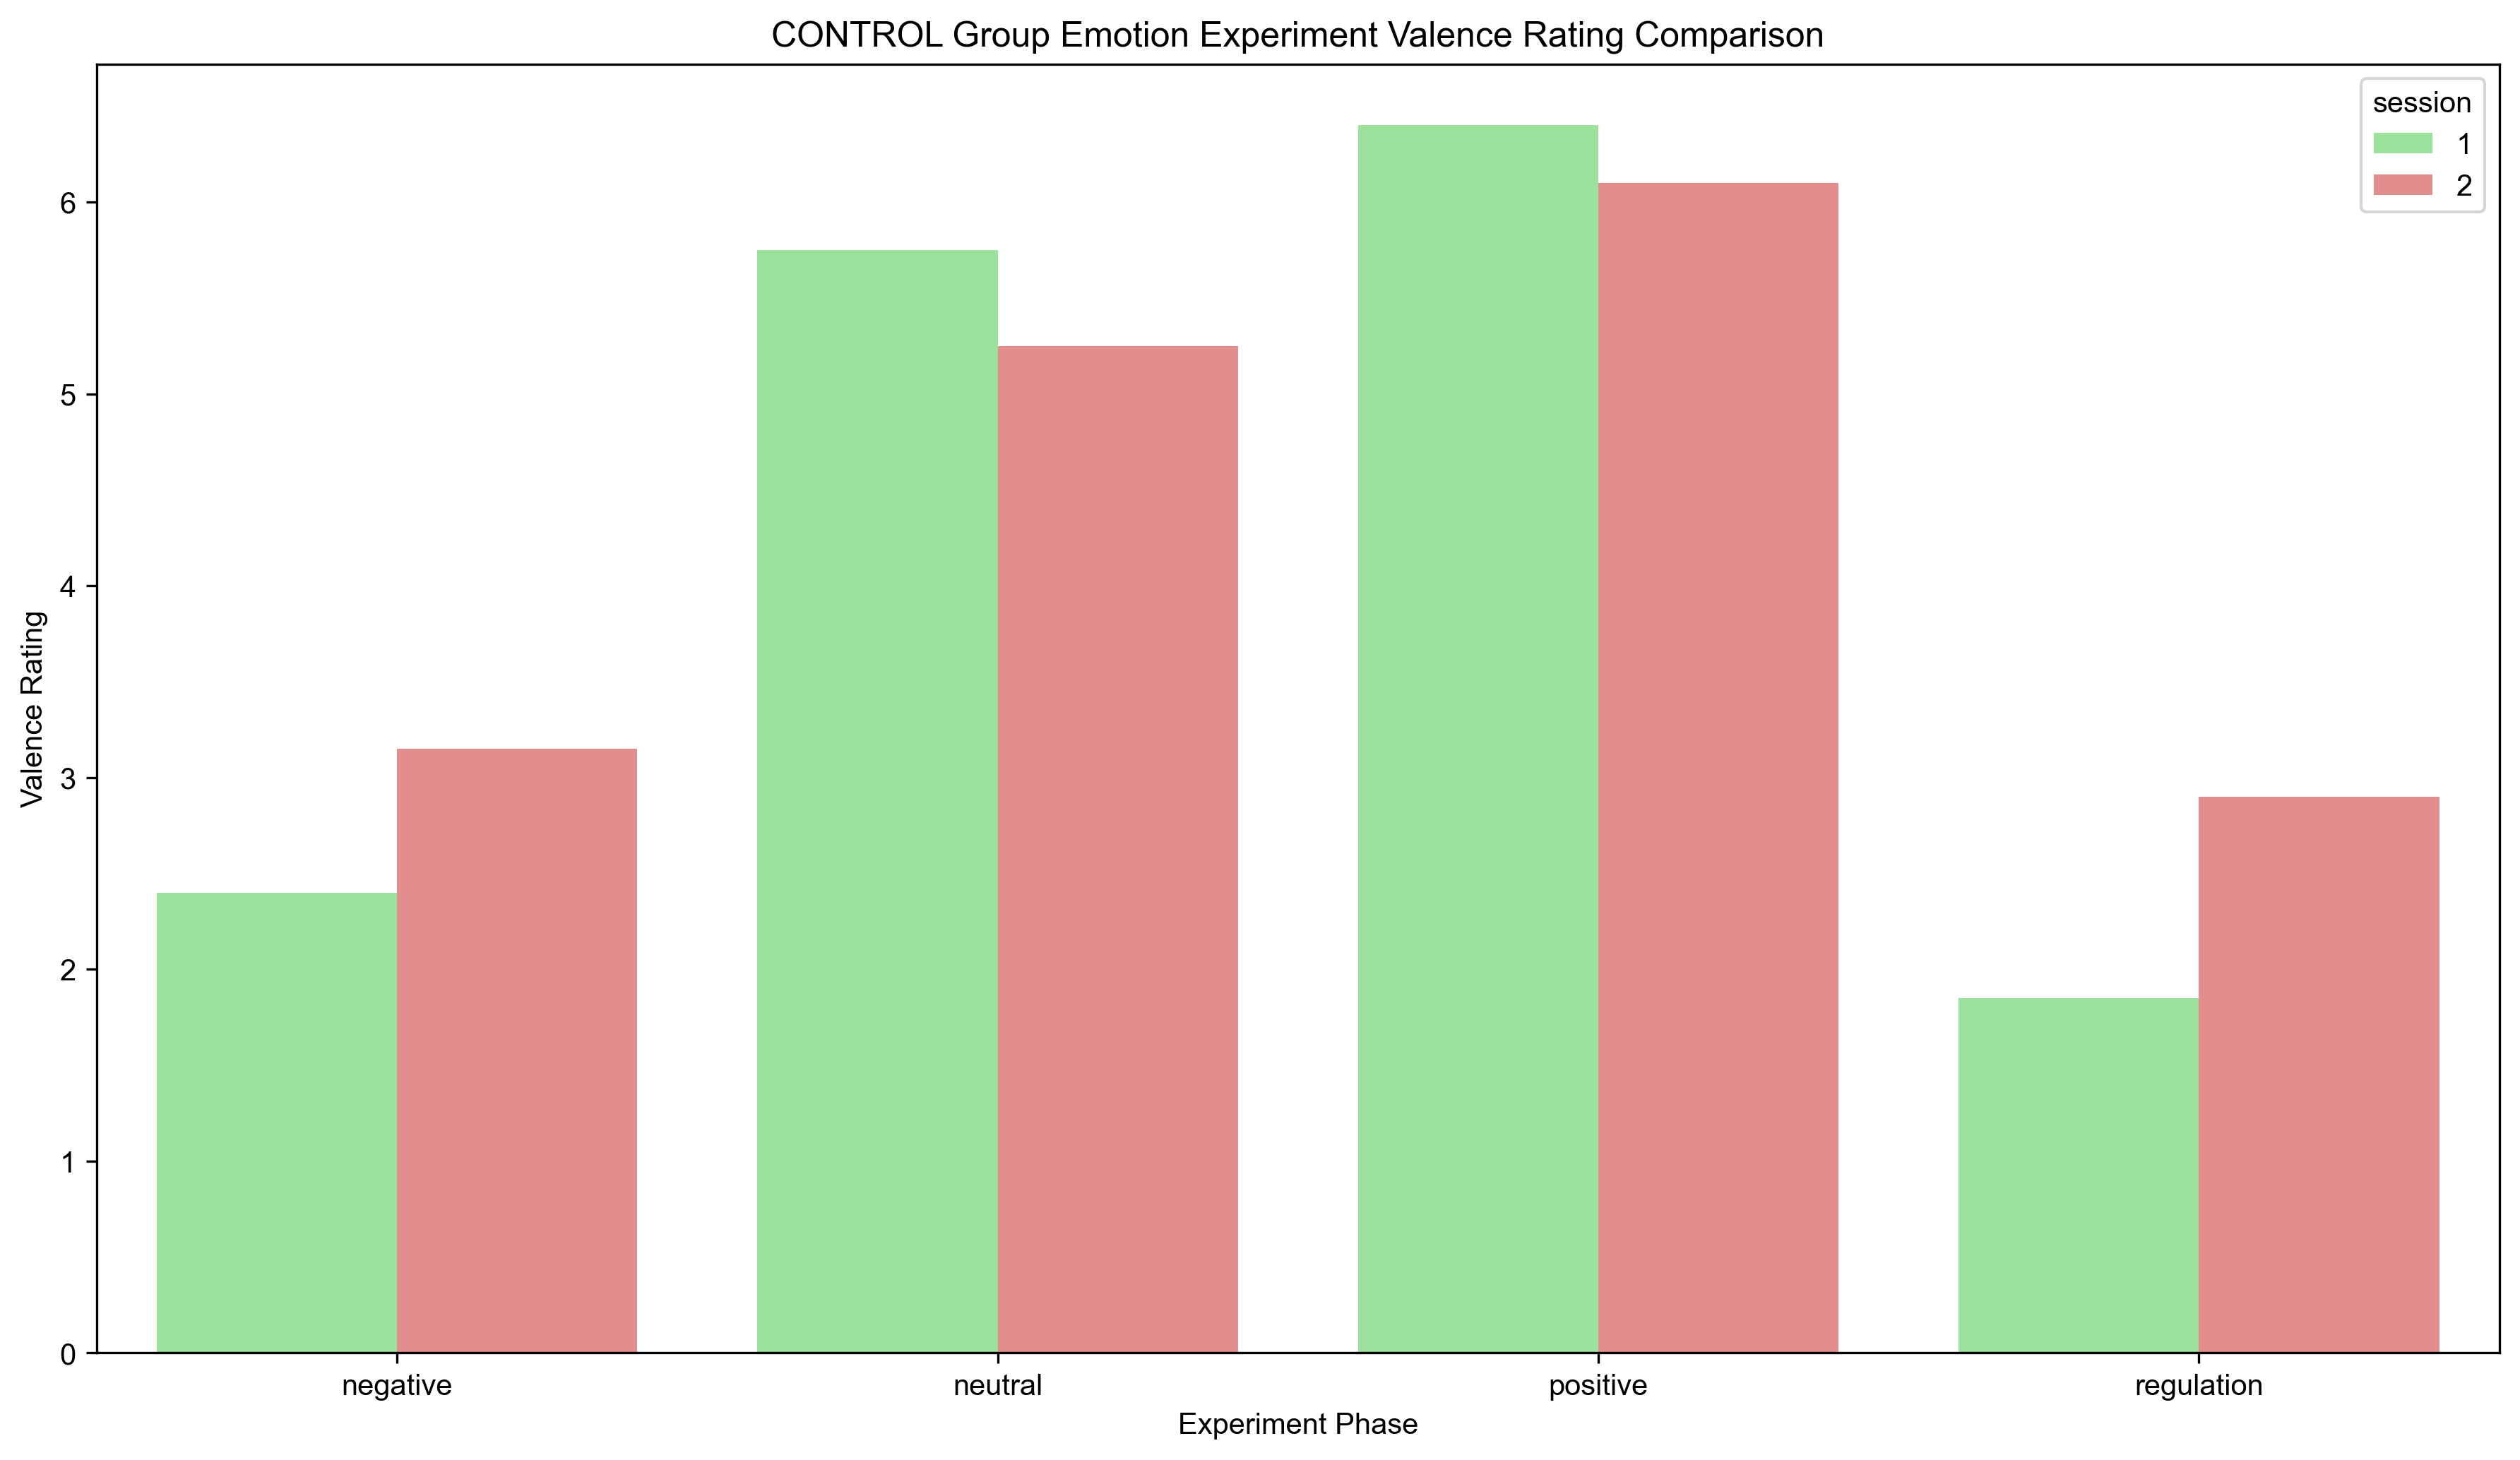 CONTROL Group Emotion Experiment Valence Rating Comparison
session
1
2
6
5
4
3
2
1
0
Valence Rating
negative
neutral
positive
regulation
Experiment Phase